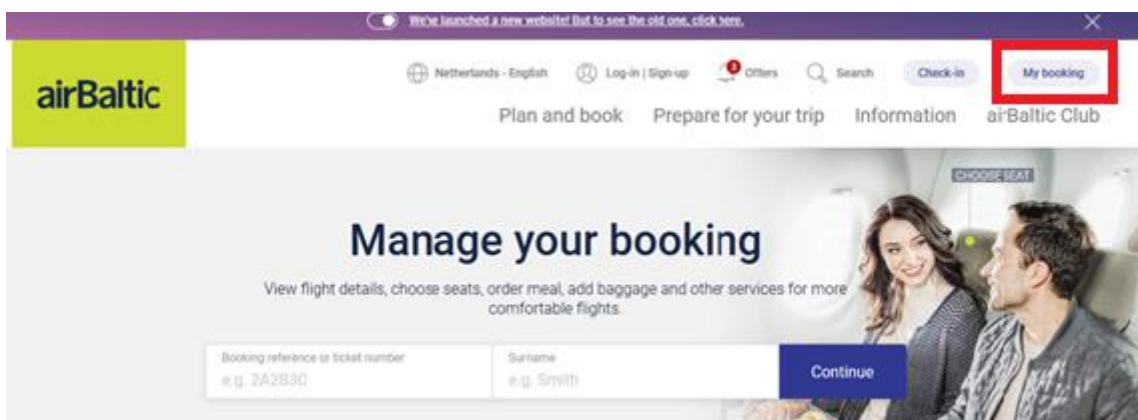 We've launched a new website! But to see the old one, click here.
airBaltic
Netherlands - English
Log-in | Sign-up
3
Offers
Search
Check-in
My booking
Plan and book
Prepare for your trip
Information
airBaltic Club
CHOOSE SEAT
Manage your booking
View flight details, choose seats, order meal, add baggage and other services for more
comfortable flights.
Booking reference or ticket number
Surname
e.g. 2A2B3C
e.g. Smith
Continue